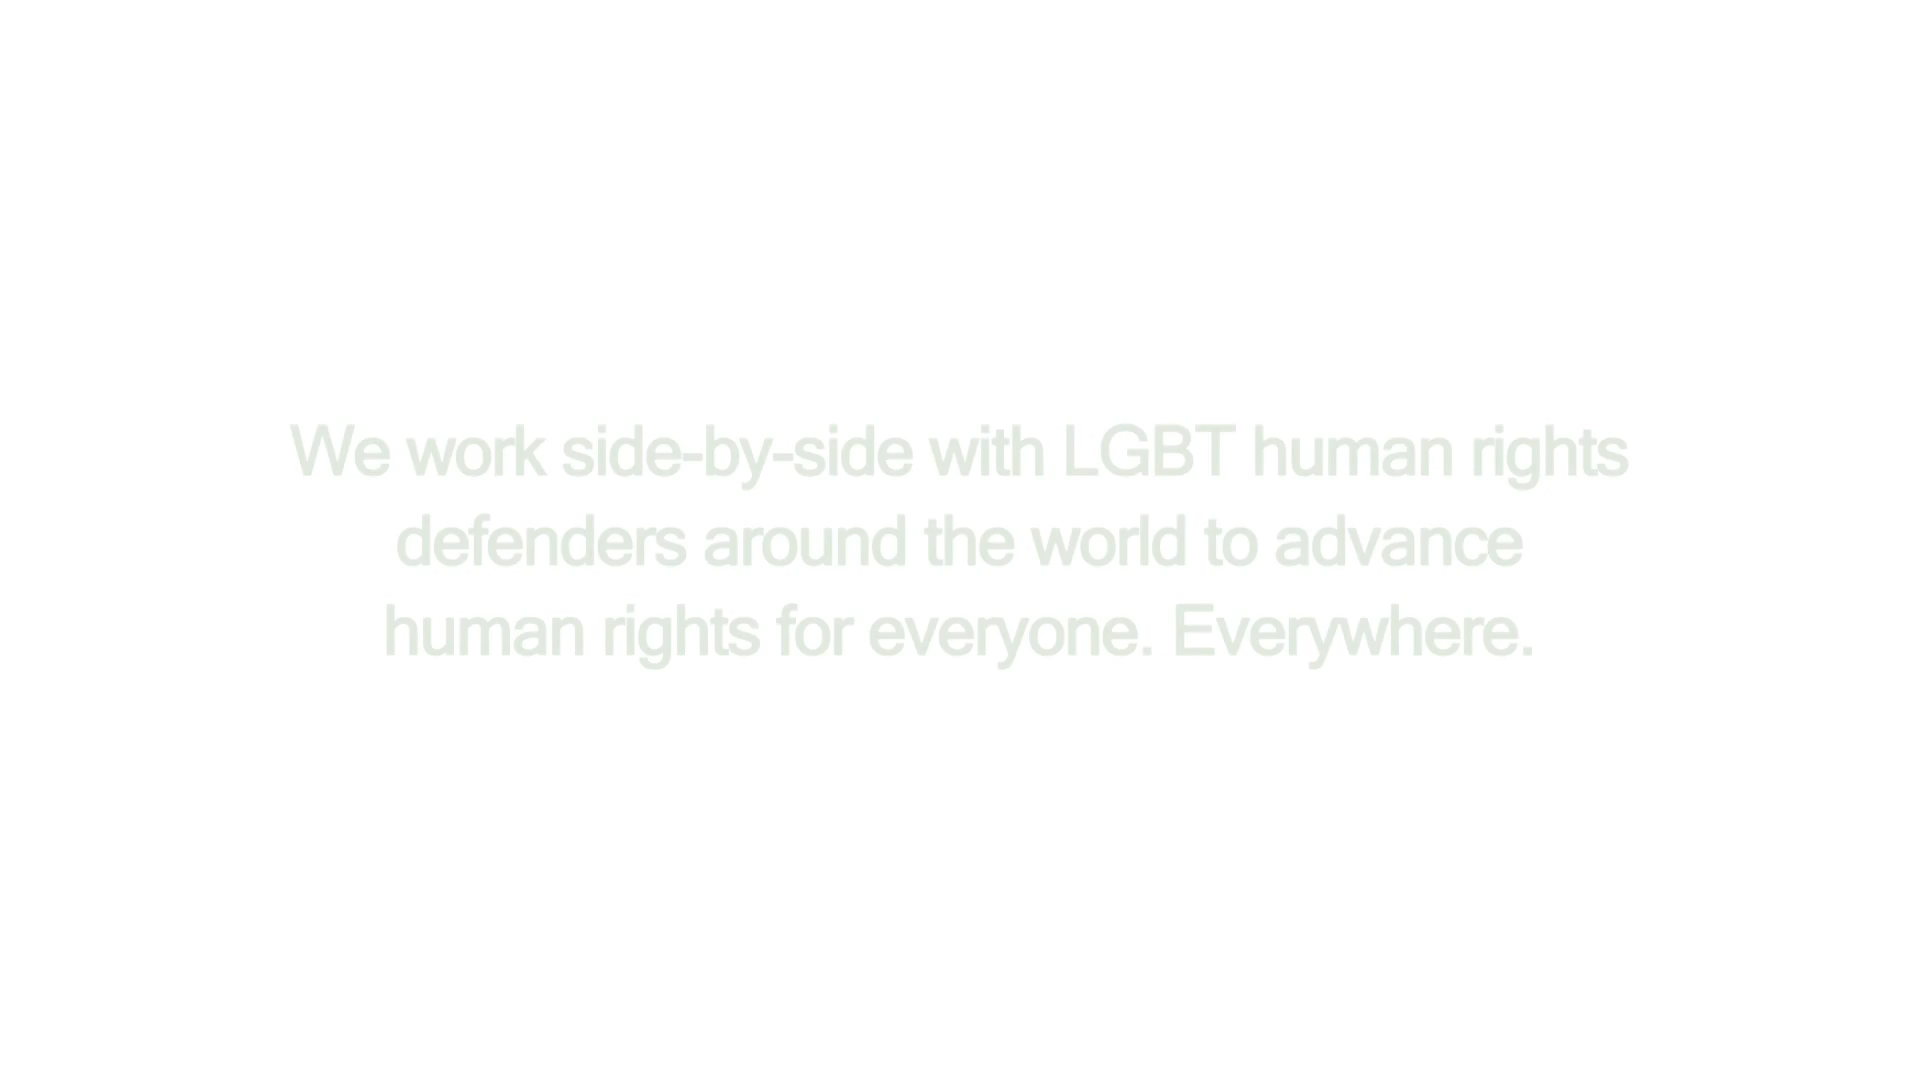 We work side-by-side with LGBT human rights
defenders around the world to advance
human rights for everyone. Everywhere.